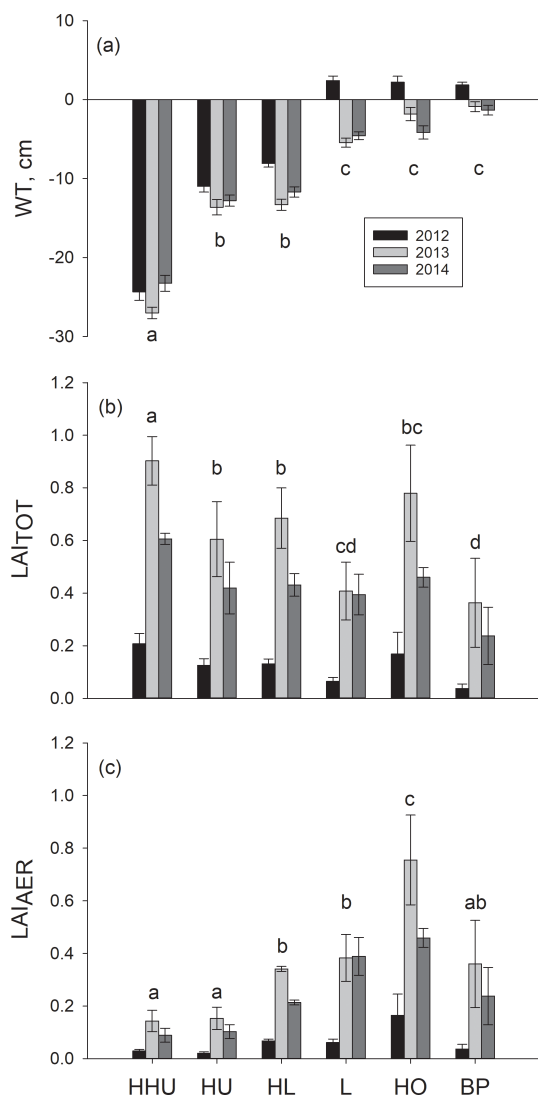 (a)
10
0
-10
-20
-30
WT, cm
a
b
b
c
c
c
2012
2013
2014
(b)
1.2
1.0
0.8
0.6
0.4
0.2
0.0
LAITOT
a
b
b
cd
bc
d
(c)
1.2
1.0
0.8
0.6
0.4
0.2
0.0
LAIAER
a
a
b
b
c
ab
HHU HU HL L HO BP